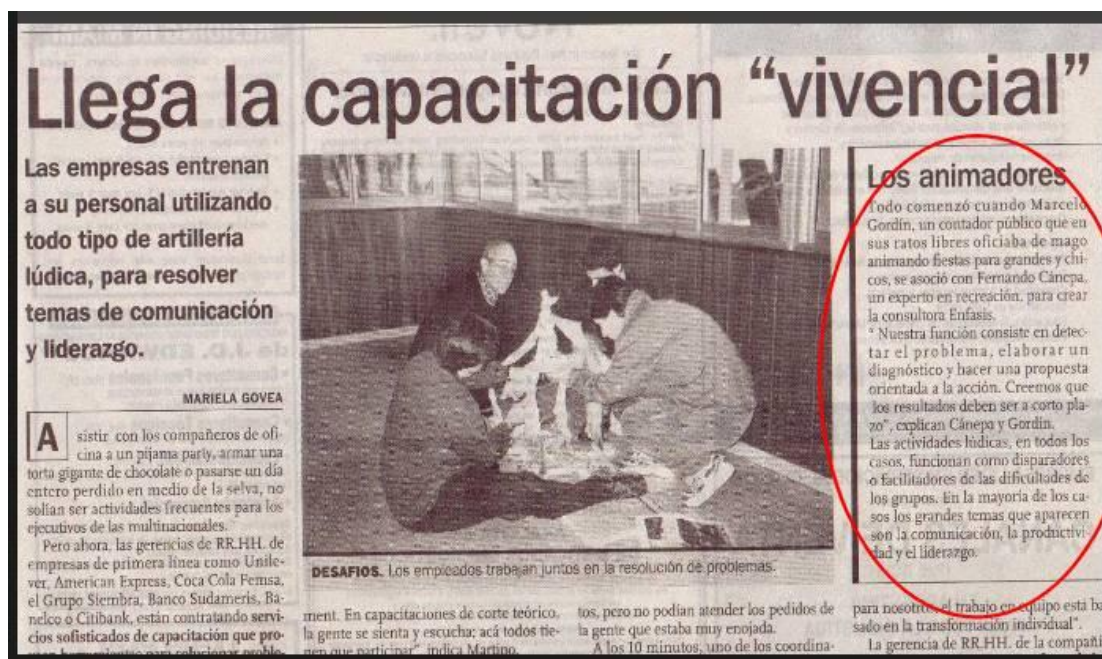 Llega la capacitación “vivencial”
Las empresas entrenan
a su personal utilizando
todo tipo de artillería
lúdica, para resolver
temas de comunicación
y liderazgo.
MARIELA GOVEA
Asistir con los compañeros de ofi-
cina a un pijama party, armar una
torta gigante de chocolate o pasarse un día
entero perdido en medio de la selva, no
solían ser actividades frecuentes para los
ejecutivos de las multinacionales.
Pero ahora, las gerencias de RR.HH. de
empresas de primera línea como Unile-
ver, American Express, Coca Cola Femsa,
el Grupo Siembra, Banco Sudameris, Ba-
nelco o Citibank, están contratando servi-
cios sofisticados de capacitación que pro-
DESAFIOS. Los empleados trabajan juntos en la resolución de problemas.
ment. En capacitaciones de corte teórico,
la gente se sienta y escucha; acá todos tie-
nen que participar", indica Martino.
tos, pero no podían atender los pedidos de
la gente que estaba muy enojada.
A los 10 minutos, uno de los coordina-
Los animadores
Todo comenzó cuando Marcelo
Gordín, un contador público que en
sus ratos libres oficiaba de mago
animando fiestas para grandes y chi-
cos, se asoció con Fernando Cánepa,
un experto en recreación, para crear
la consultora Enfasis.
" Nuestra función consiste en detec-
tar el problema, elaborar un
diagnóstico y hacer una propuesta
orientada a la acción. Creemos que
los resultados deben ser a corto pla-
zo", explican Cánepa y Gordín.
Las actividades lúdicas, en todos los
casos, funcionan como disparadores
o facilitadores de las dificultades de
los grupos. En la mayoría de los ca-
sos los grandes temas que aparecen
son la comunicación, la productivi-
dad y el liderazgo.
para nosotros, el trabajo en equipo está ba
sado en la transformación individual".
La gerencia de RR.HH. de la compañí